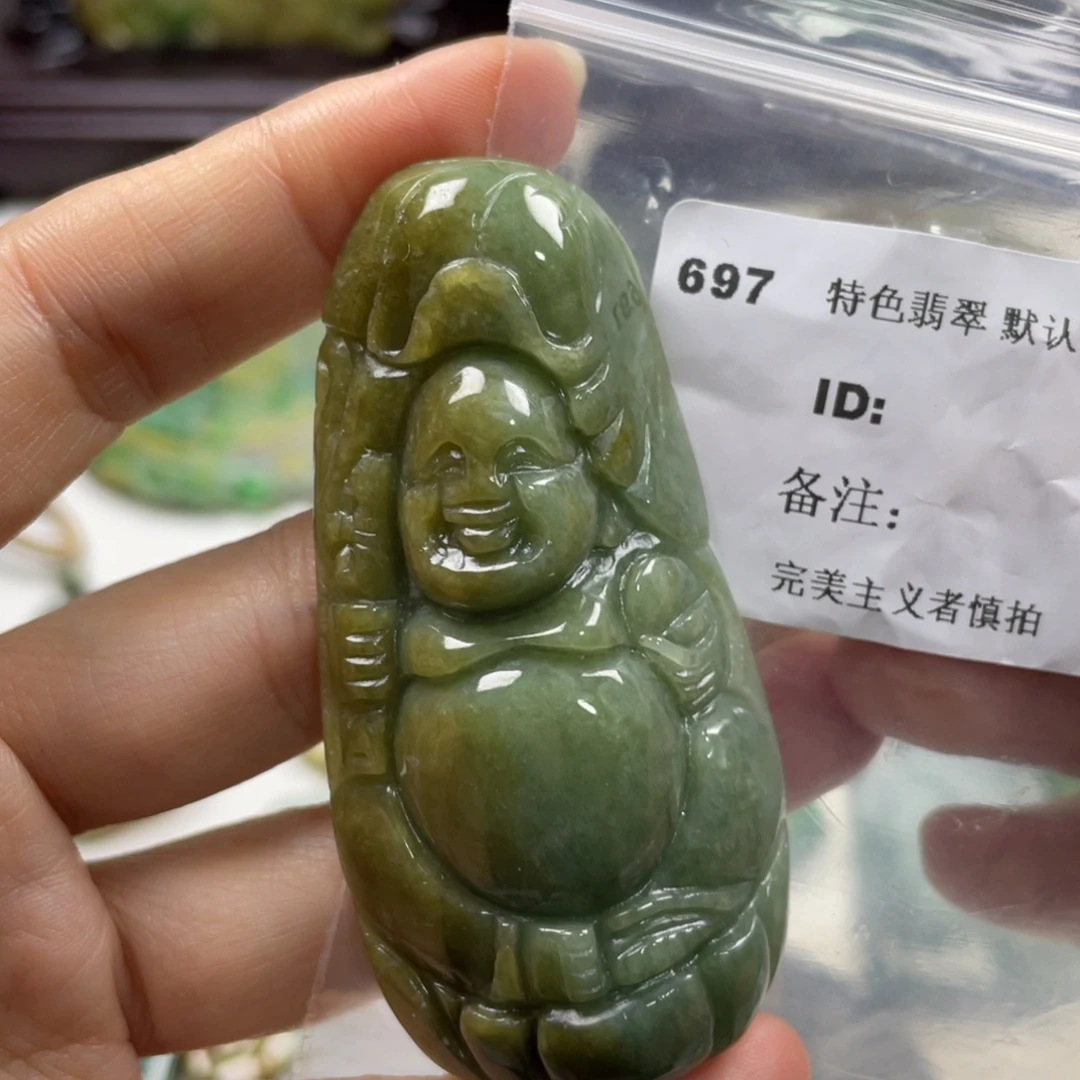 697 特色翡翠 默认
ID:
备注:
完美主义者慎拍